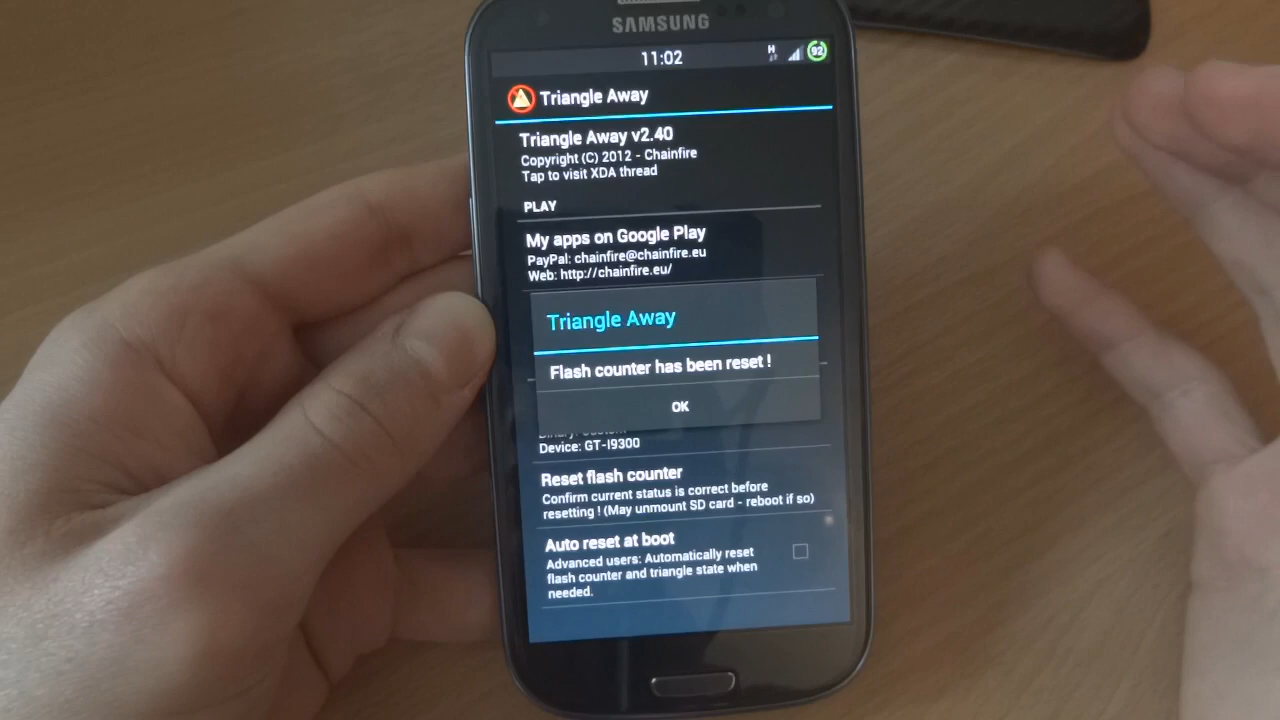 SAMSUNG
11:02
H
92
Triangle Away
Triangle Away v2.40
Copyright (C) 2012 - Chainfire
Tap to visit XDA thread
PLAY
My apps on Google Play
PayPal: chainfire@chainfire.eu
Web: http://chainfire.eu/
Triangle Away
Flash counter has been reset !
OK
Device: GT-I9300
Reset flash counter
Confirm current status is correct before
resetting ! (May unmount SD card - reboot if so)
Auto reset at boot
Advanced users: Automatically reset
flash counter and triangle state when
needed.